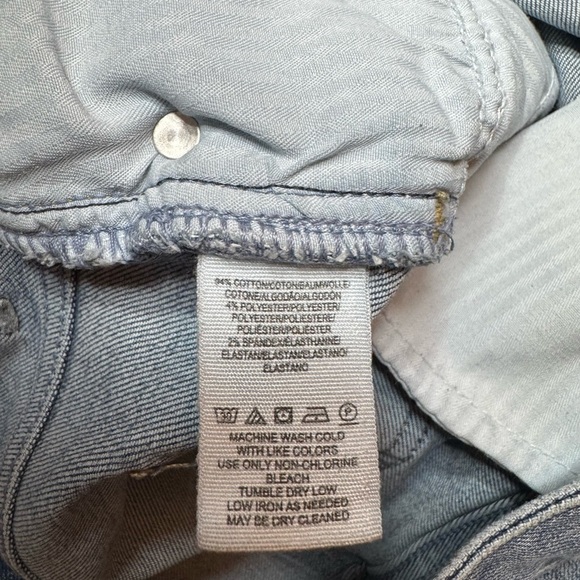 94% COTTON/COTON/BAUMWOLLE/
COTONE/ALGODÃO/ALGODON
4% POLYESTER/POLYESTER/
POLYESTER/POLIESTERE/
POLIÉSTER/POLIESTER
2% SPANDEX/ÉLASTHANNE/
ELASTAN/ELASTAN/ELASTANO/
ELASTANO
P
MACHINE WASH COLD
WITH LIKE COLORS
USE ONLY NON-CHLORINE
BLEACH
TUMBLE DRY LOW
LOW IRON AS NEEDED
MAY BE DRY CLEANED